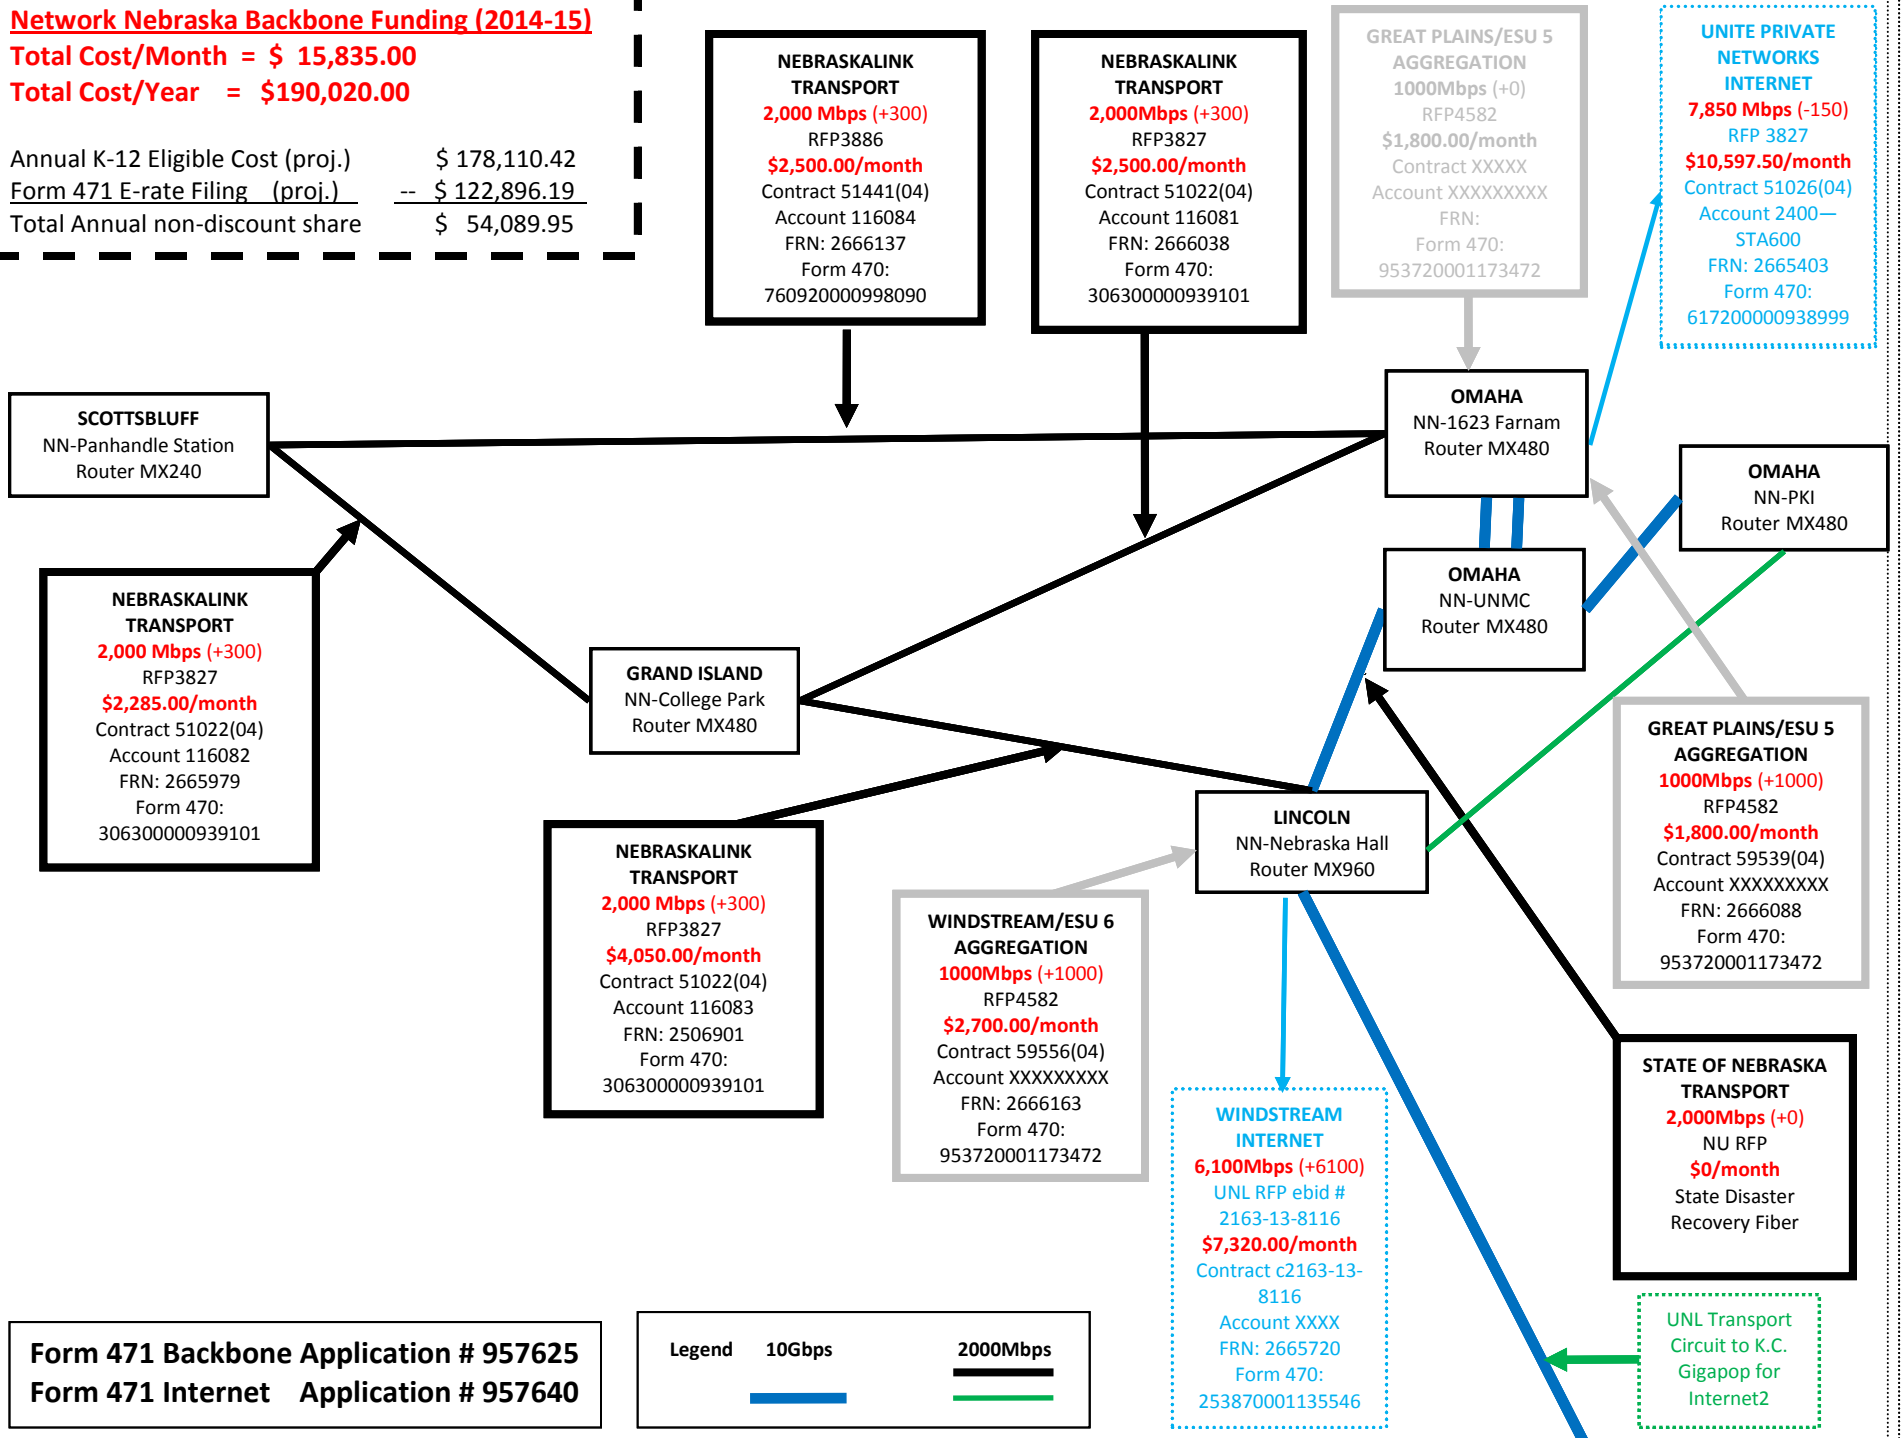 Network Nebraska Backbone Funding (2014-15)
Total Cost/Month = $ 15,835.00
Total Cost/Year = $190,020.00
Annual K-12 Eligible Cost (proj.) $ 178,110.42
Form 471 E-rate Filing (proj.) -- $ 122,896.19
Total Annual non-discount share $ 54,089.95
NEBRASKALINK
TRANSPORT
2,000 Mbps (+300)
RFP3886
$2,500.00/month
Contract 51441(04)
Account 116084
FRN: 2666137
Form 470:
760920000998090
NEBRASKALINK
TRANSPORT
2,000Mbps (+300)
RFP3827
$2,500.00/month
Contract 51022(04)
Account 116081
FRN: 2666038
Form 470:
306300000939101
GREAT PLAINS/ESU 5
AGGREGATION
1000Mbps (+0)
RFP4582
$1,800.00/month
Contract XXXXX
Account XXXXXXXXX
FRN:
Form 470:
953720001173472
UNITE PRIVATE
NETWORKS
INTERNET
7,850 Mbps (-150)
RFP 3827
$10,597.50/month
Contract 51026(04)
Account 2400—
STA600
FRN: 2665403
Form 470:
617200000938999
SCOTTSBLUFF
NN-Panhandle Station
Router MX240
OMAHA
NN-1623 Farnam
Router MX480
OMAHA
NN-PKI
Router MX480
OMAHA
NN-UNMC
Router MX480
NEBRASKALINK
TRANSPORT
2,000 Mbps (+300)
RFP3827
$2,285.00/month
Contract 51022(04)
Account 116082
FRN: 2665979
Form 470:
306300000939101
GRAND ISLAND
NN-College Park
Router MX480
GREAT PLAINS/ESU 5
AGGREGATION
1000Mbps (+1000)
RFP4582
$1,800.00/month
Contract 59539(04)
Account XXXXXXXXX
FRN: 2666088
Form 470:
953720001173472
LINCOLN
NN-Nebraska Hall
Router MX960
NEBRASKALINK
TRANSPORT
2,000 Mbps (+300)
RFP3827
$4,050.00/month
Contract 51022(04)
Account 116083
FRN: 2506901
Form 470:
306300000939101
WINDSTREAM/ESU 6
AGGREGATION
1000Mbps (+1000)
RFP4582
$2,700.00/month
Contract 59556(04)
Account XXXXXXXXX
FRN: 2666163
Form 470:
953720001173472
STATE OF NEBRASKA
TRANSPORT
2,000Mbps (+0)
NU RFP
$0/month
State Disaster
Recovery Fiber
WINDSTREAM
INTERNET
6,100Mbps (+6100)
UNL RFP ebid #
2163-13-8116
$7,320.00/month
Contract c2163-13-
8116
Account XXXX
FRN: 2665720
Form 470:
253870001135546
UNL Transport
Circuit to K.C.
Gigapop for
Internet2
Form 471 Backbone Application # 957625
Form 471 Internet Application # 957640
Legend 10Gbps 2000Mbps